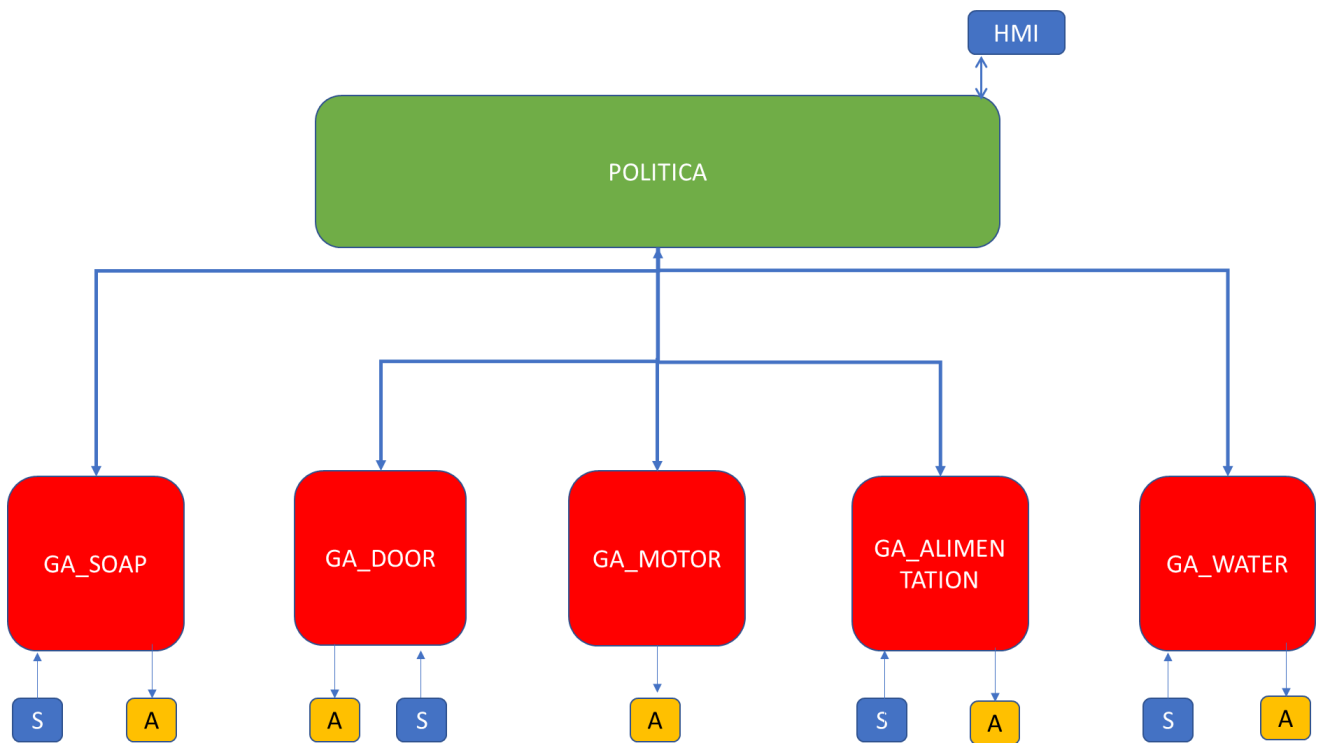 HMI
POLITICA
GA_SOAP
GA_DOOR
GA_MOTOR
GA_ALIMEN
TATION
GA_WATER
S
A
A
S
A
S
A
S
A